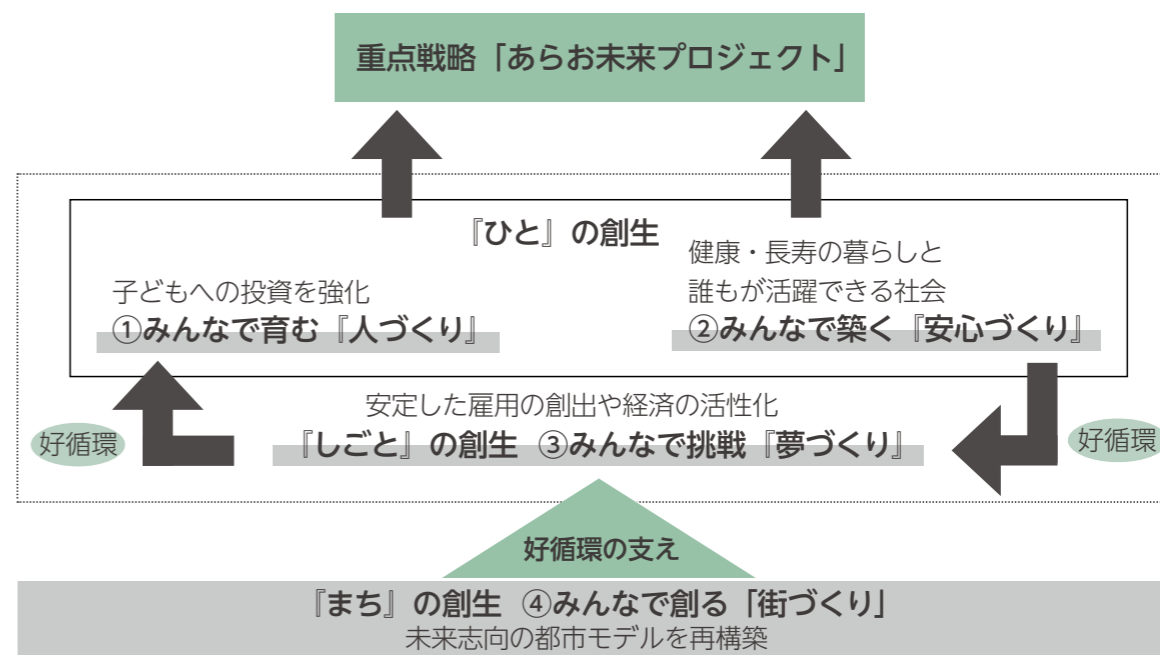 重点戦略「あらお未来プロジェクト」
『ひと』の創生
子どもへの投資を強化
①みんなで育む『人づくり』
健康・長寿の暮らしと
誰もが活躍できる社会
②みんなで築く『安心づくり』
好循環
安定した雇用の創出や経済の活性化
『しごと』の創生 ③みんなで挑戦『夢づくり』
好循環
好循環の支え
『まち』の創生 ④みんなで創る「街づくり」
未来志向の都市モデルを再構築